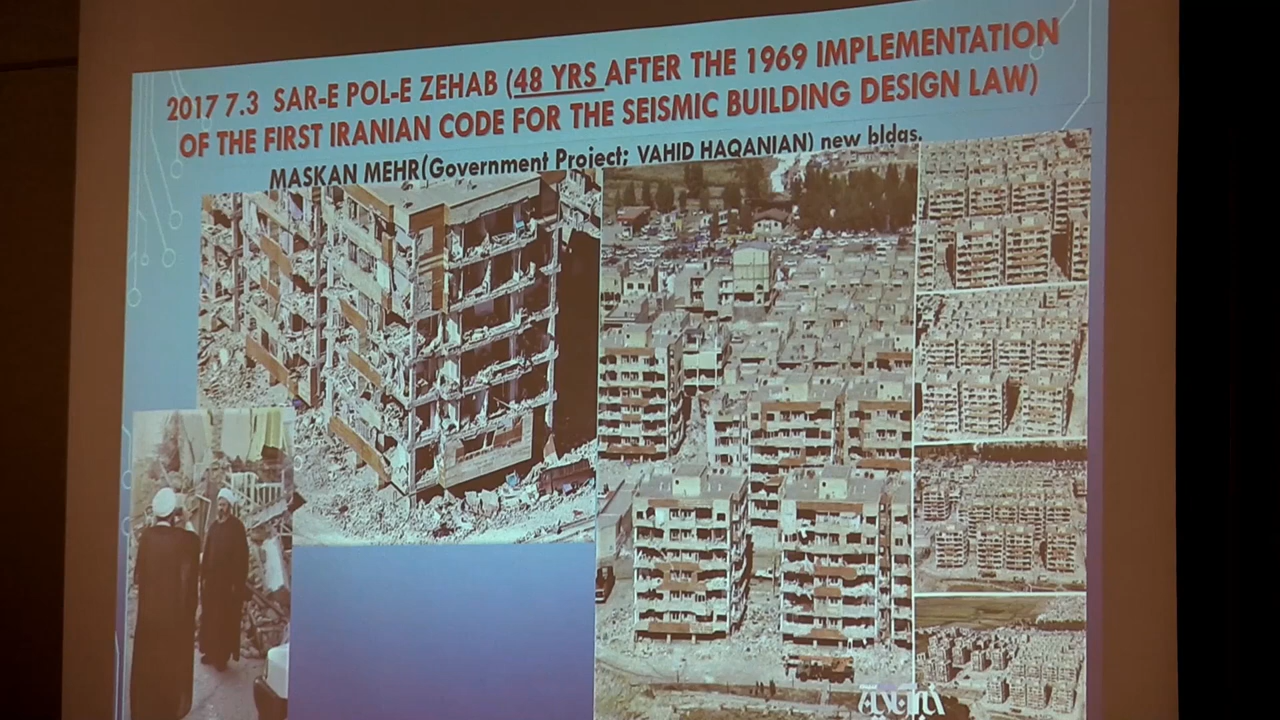 2017 7.3 SAR-E POL-E ZEHAB (48 YRS AFTER THE 1969 IMPLEMENTATION
OF THE FIRST IRANIAN CODE FOR THE SEISMIC BUILDING DESIGN LAW)
MASKAN MEHR(Government Project; VAHID HAQANIAN) new bldgs.